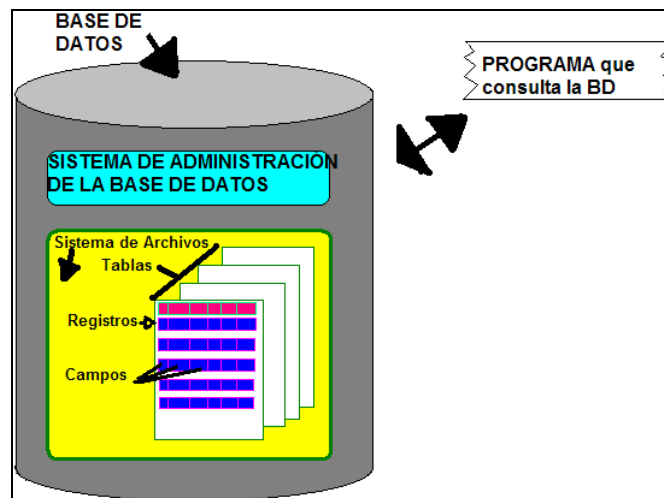 BASE DE
DATOS
PROGRAMA que
consulta la BD
SISTEMA DE ADMINISTRACIÓN
DE LA BASE DE DATOS
Sistema de Archivos
Tablas
Registros
Campos